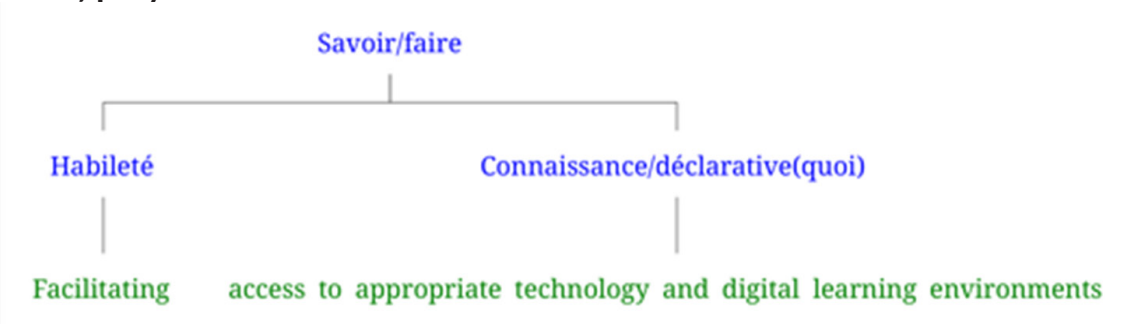 Savoir/faire
Habileté Connaissance/déclarative(quoi)
Facilitating access to appropriate technology and digital learning environments